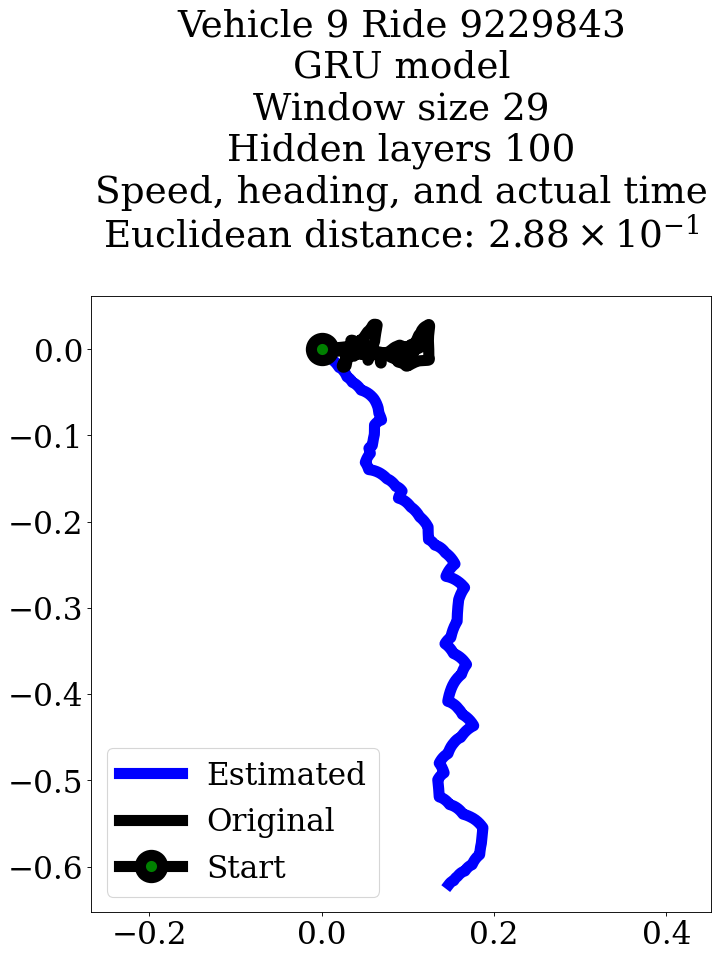 Vehicle 9 Ride 9229843
GRU model
Window size 29
Hidden layers 100
Speed, heading, and actual time
Euclidean distance: 2.88 × 10⁻¹
0.0
−0.1
−0.2
−0.3
−0.4
−0.5
−0.6
Estimated
Original
Start
−0.2 0.0 0.2 0.4